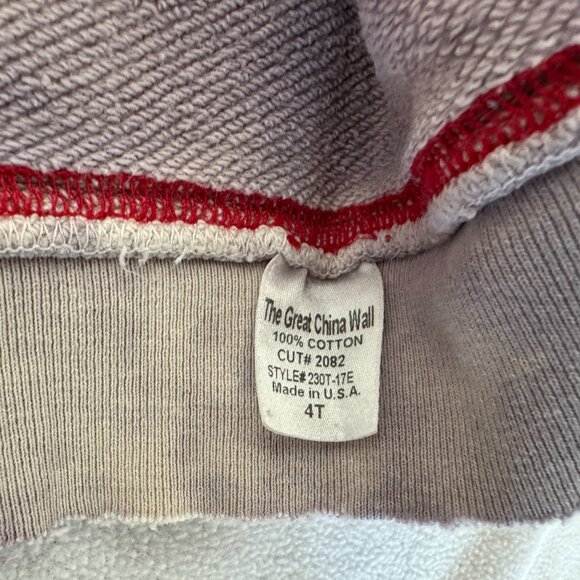 The Great China Wall
100% COTTON
CUT# 2082
STYLE# 230T-17E
Made in U.S.A.
4T